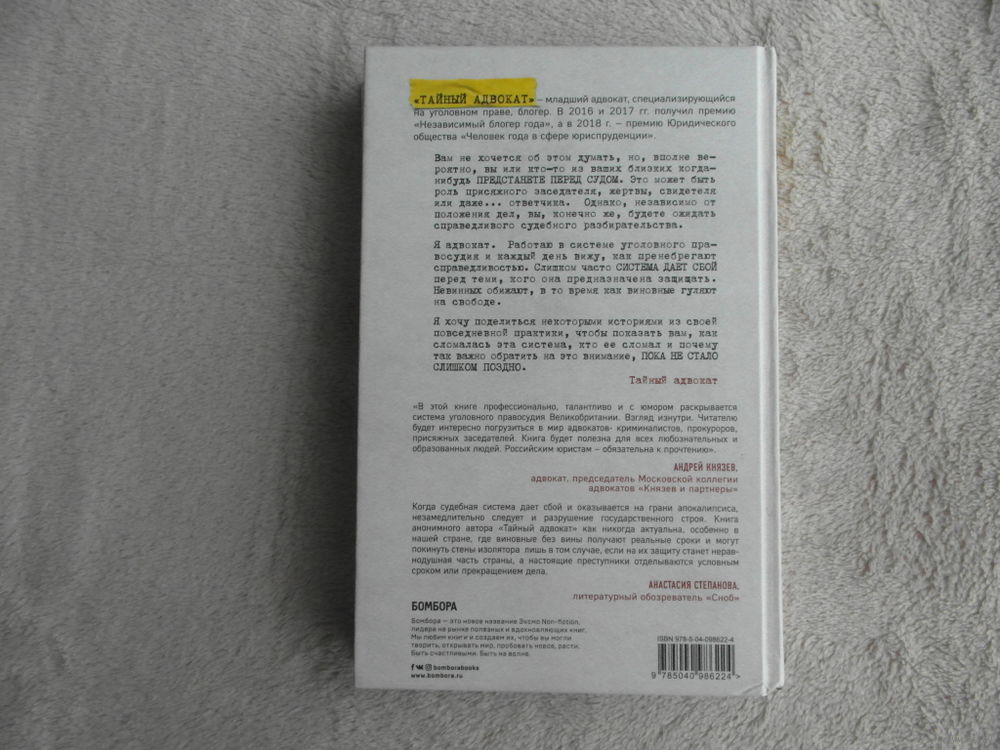 «ТАЙНЫЙ АДВОКАТ» – младший адвокат, специализирующийся
на уголовном праве, блогер. В 2016 и 2017 гг. получил премию
«Независимый блогер года», а в 2018 г. – премию Юридического
общества «Человек года в сфере юриспруденции».
Вам не хочется об этом думать, но, вполне ве-
роятно, вы или кто-то из ваших близких когда-
нибудь ПРЕДСТАНЕТЕ ПЕРЕД СУДОМ. Это может быть
роль присяжного заседателя, жертвы, свидетеля
или даже... ответчика. Однако, независимо от
положения дел, вы, конечно же, будете ожидать
справедливого судебного разбирательства.
Я адвокат. Работаю в системе уголовного пра-
восудия и каждый день вижу, как пренебрегают
справедливостью. Слишком часто СИСТЕМА ДАЕТ СБОЙ
перед теми, кого она предназначена защищать.
Невинных обижают, в то время как виновные гуляют
на свободе.
Я хочу поделиться некоторыми историями из своей
повседневной практики, чтобы показать вам, как
сломалась эта система, кто ее сломал и почему
так важно обратить на это внимание, ПОКА НЕ СТАЛО
СЛИШКОМ ПОЗДНО.
Тайный адвокат
«В этой книге профессионально, талантливо и с юмором раскрывается
система уголовного правосудия Великобритании. Взгляд изнутри. Читателю
будет интересно погрузиться в мир адвокатов- криминалистов, прокуроров,
присяжных заседателей. Книга будет полезна для всех любознательных и
образованных людей. Российским юристам – обязательна к прочтению».
АНДРЕЙ КНЯЗЕВ,
адвокат, председатель Московской коллегии
адвокатов «Князев и партнеры»
Когда судебная система дает сбой и оказывается на грани апокалипсиса,
незамедлительно следует и разрушение государственного строя. Книга
анонимного автора «Тайный адвокат» как никогда актуальна, особенно в
нашей стране, где виновные без вины получают реальные сроки и могут
покинуть стены изолятора лишь в том случае, если на их защиту станет нерав-
нодушная часть страны, а настоящие преступники отделываются условным
сроком или прекращением дела.
АНАСТАСИЯ СТЕПАНОВА,
литературный обозреватель «Сноб»
БОМБОРА
Бомбора – это новое название Эксмо Non-fiction,
лидера на рынке полезных и вдохновляющих книг.
Мы любим книги и создаем их, чтобы вы могли
творить, открывать мир, пробовать новое, расти.
Быть счастливыми. Быть на волне.
bomborabooks
www.bombora.ru
ISBN 978-5-04-098622-4
9 785040 986224 >